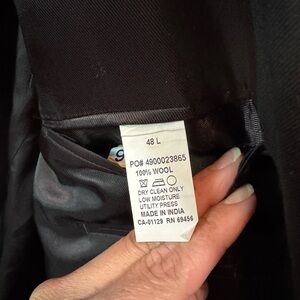 48 L
PO# 4900023865
100% WOOL
DRY CLEAN ONLY
LOW MOISTURE
UTILITY PRESS
MADE IN INDIA
CA-01129 RN 69456